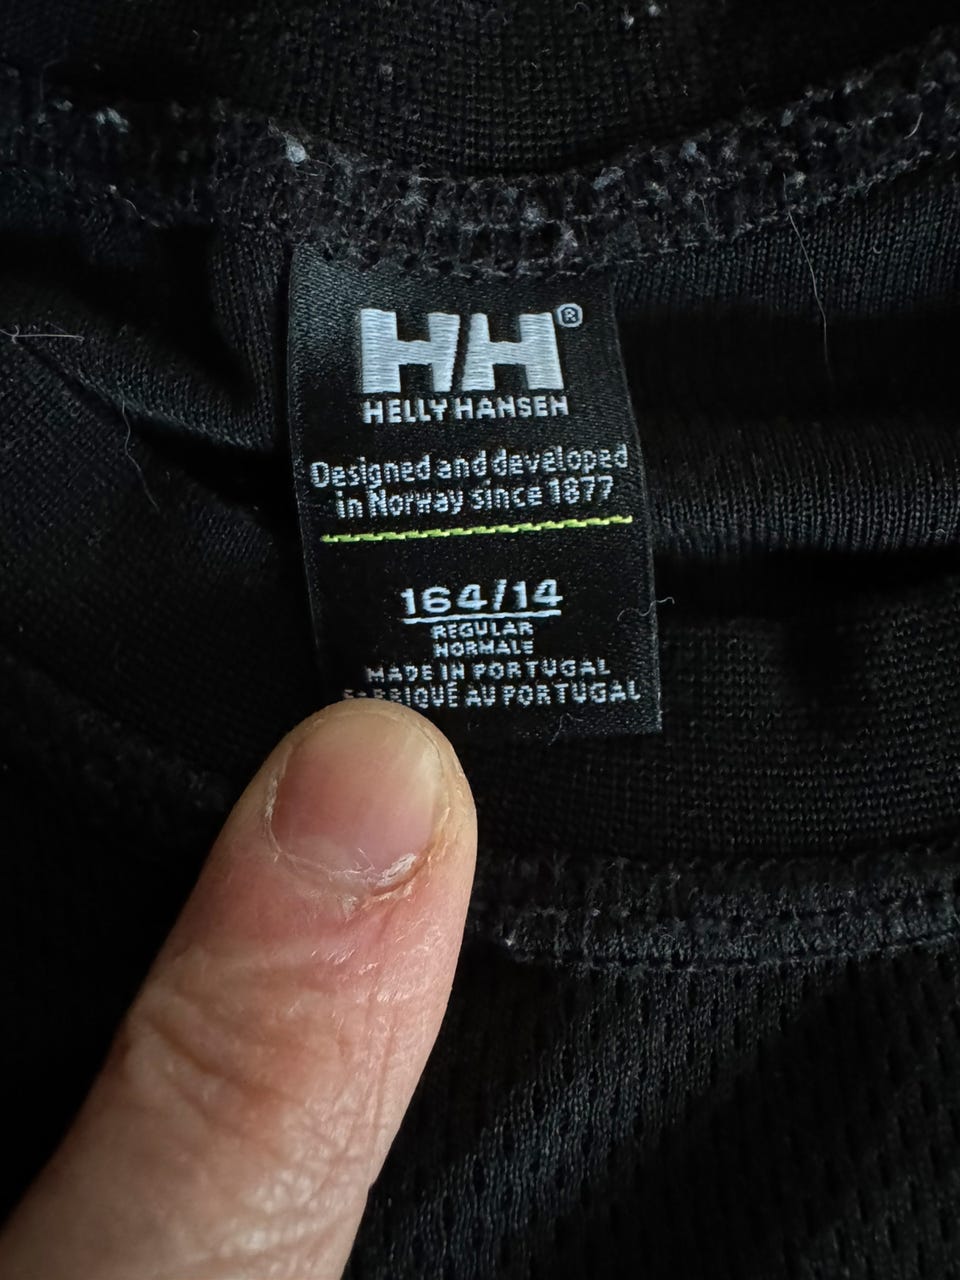 HH®
HELLY HANSEN
Designed and developed
in Norway since 1877
164/14
REGULAR
NORMALE
MADE IN PORTUGAL
FABRIQUÉ AU PORTUGAL